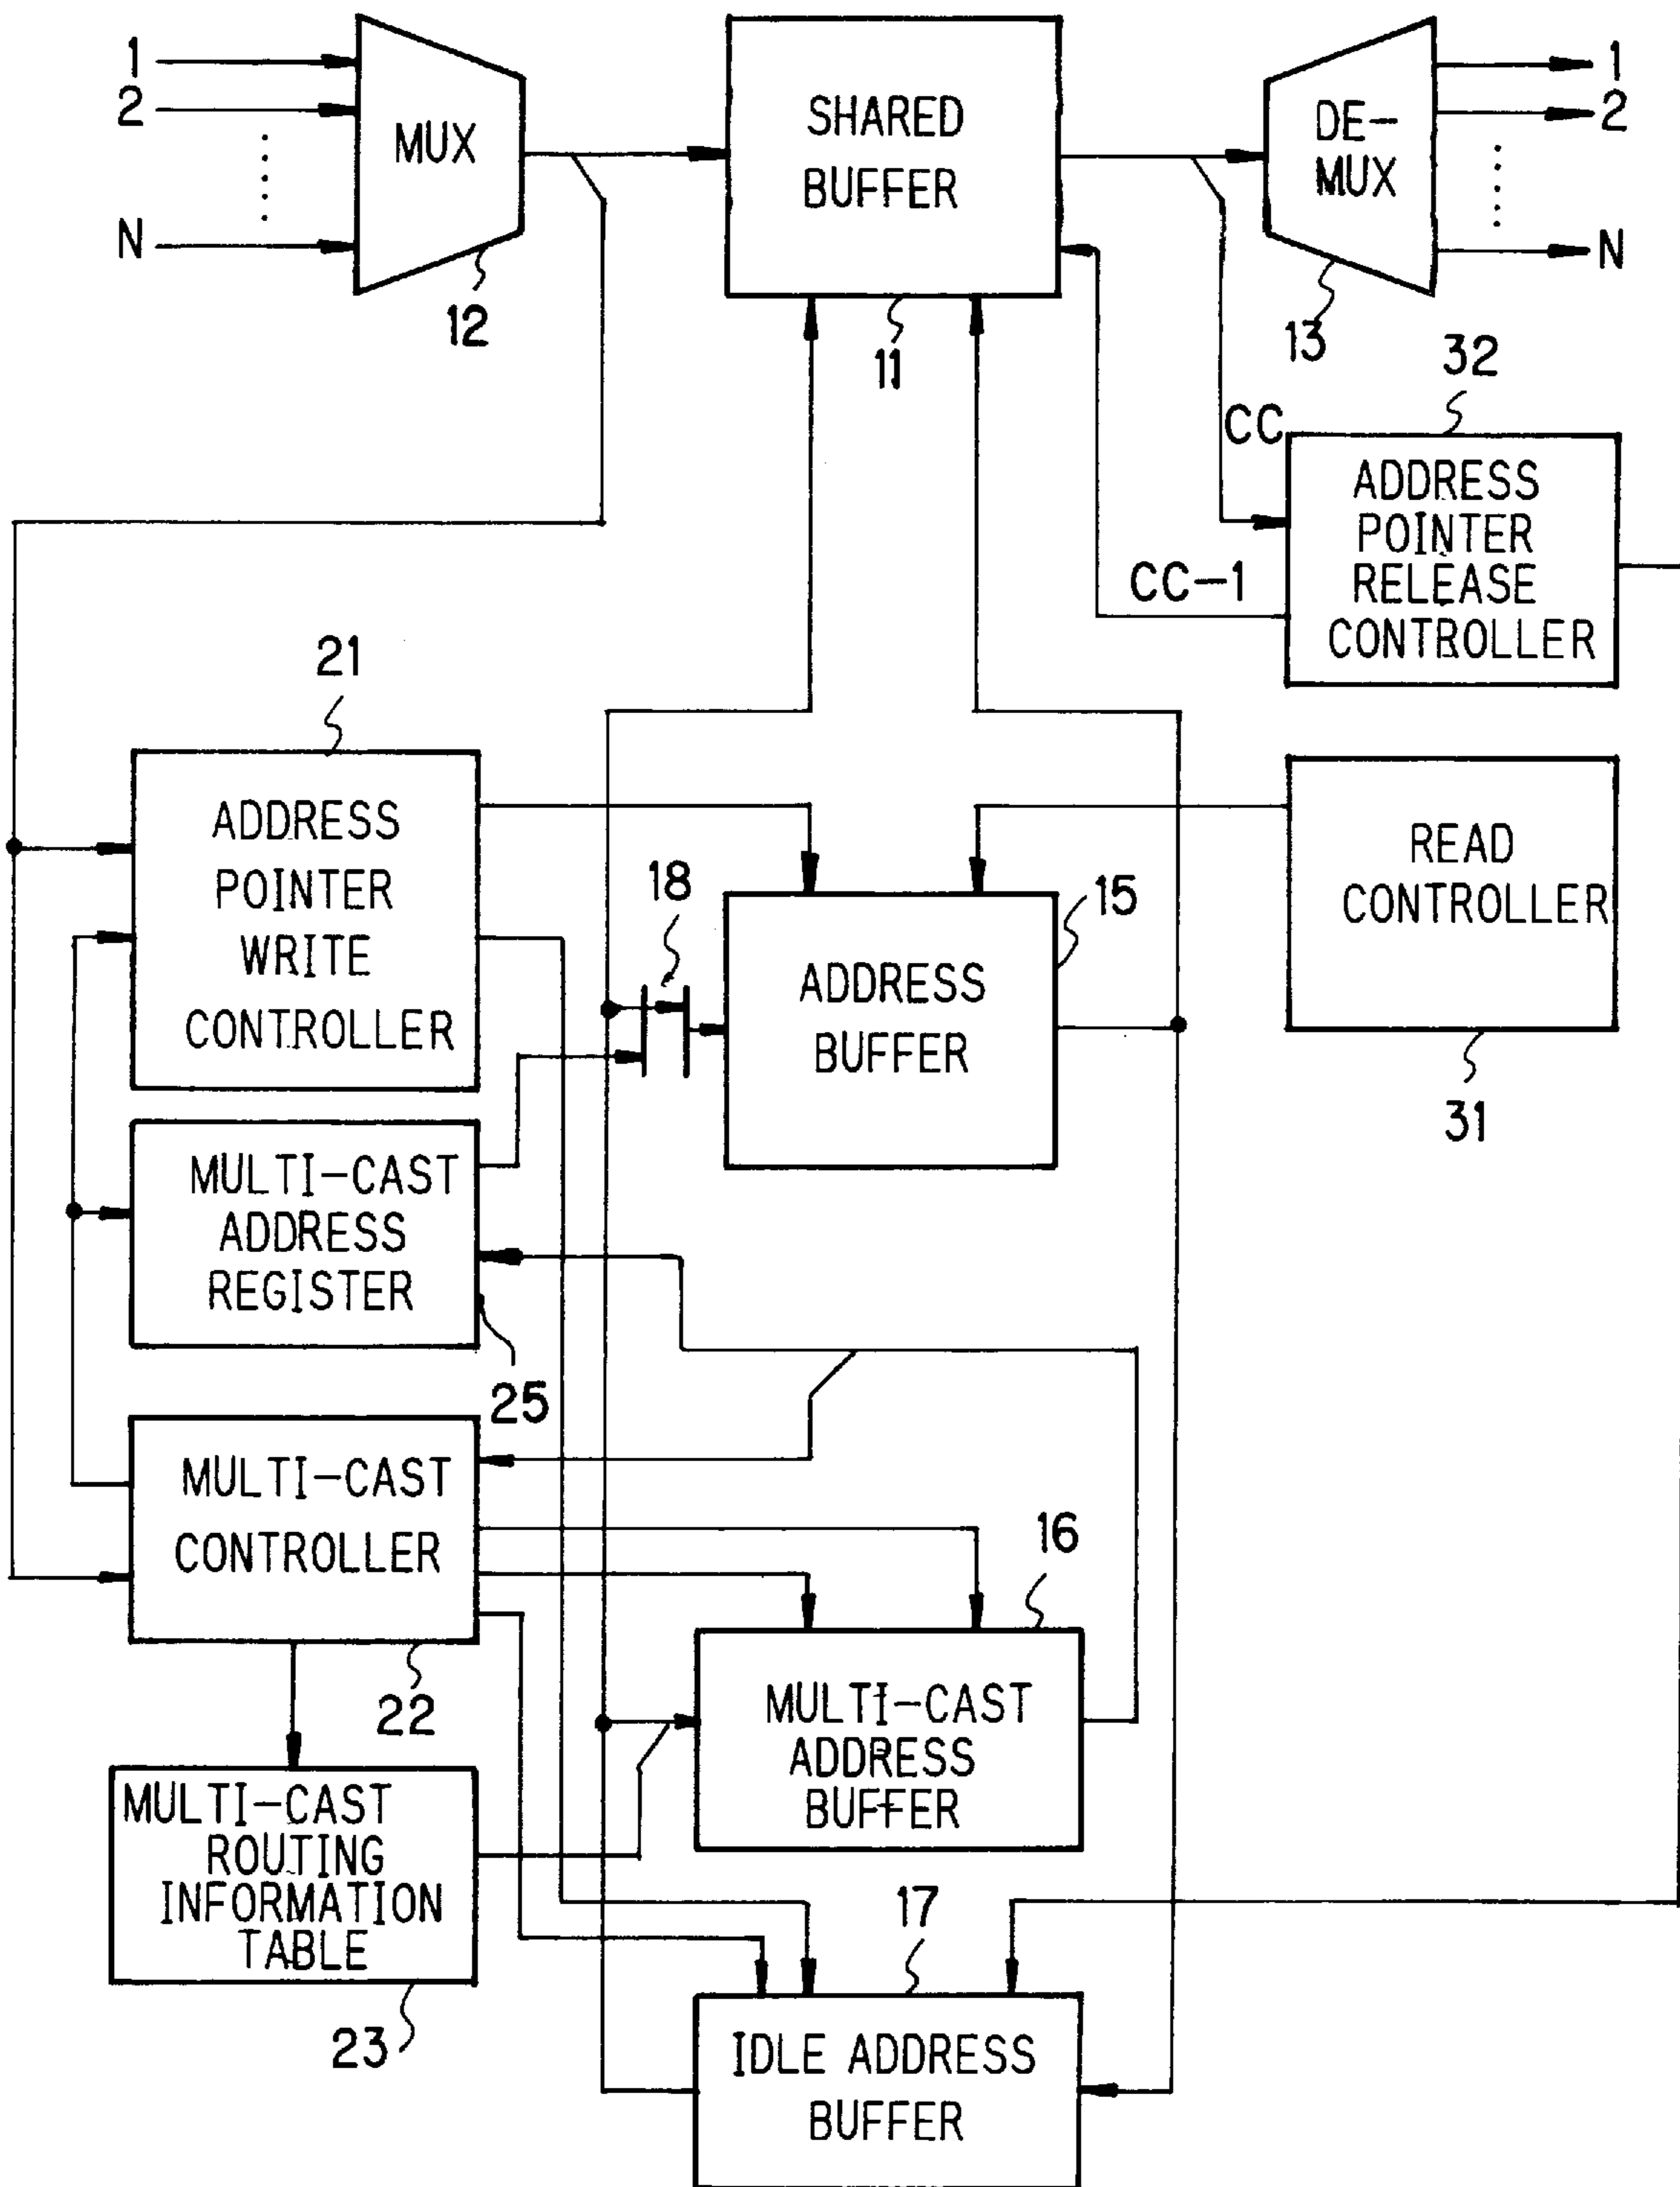 1
2
N
MUX
12
SHARED
BUFFER
11
DE-
MUX
13
1
2
N
32
CC
ADDRESS
POINTER
RELEASE
CONTROLLER
CC-1
21
ADDRESS
POINTER
WRITE
CONTROLLER
18
ADDRESS
BUFFER
15
READ
CONTROLLER
31
MULTI-CAST
ADDRESS
REGISTER
25
MULTI-CAST
CONTROLLER
22
16
MULTI-CAST
ADDRESS
BUFFER
MULTI-CAST
ROUTING
INFORMATION
TABLE
23
17
IDLE ADDRESS
BUFFER